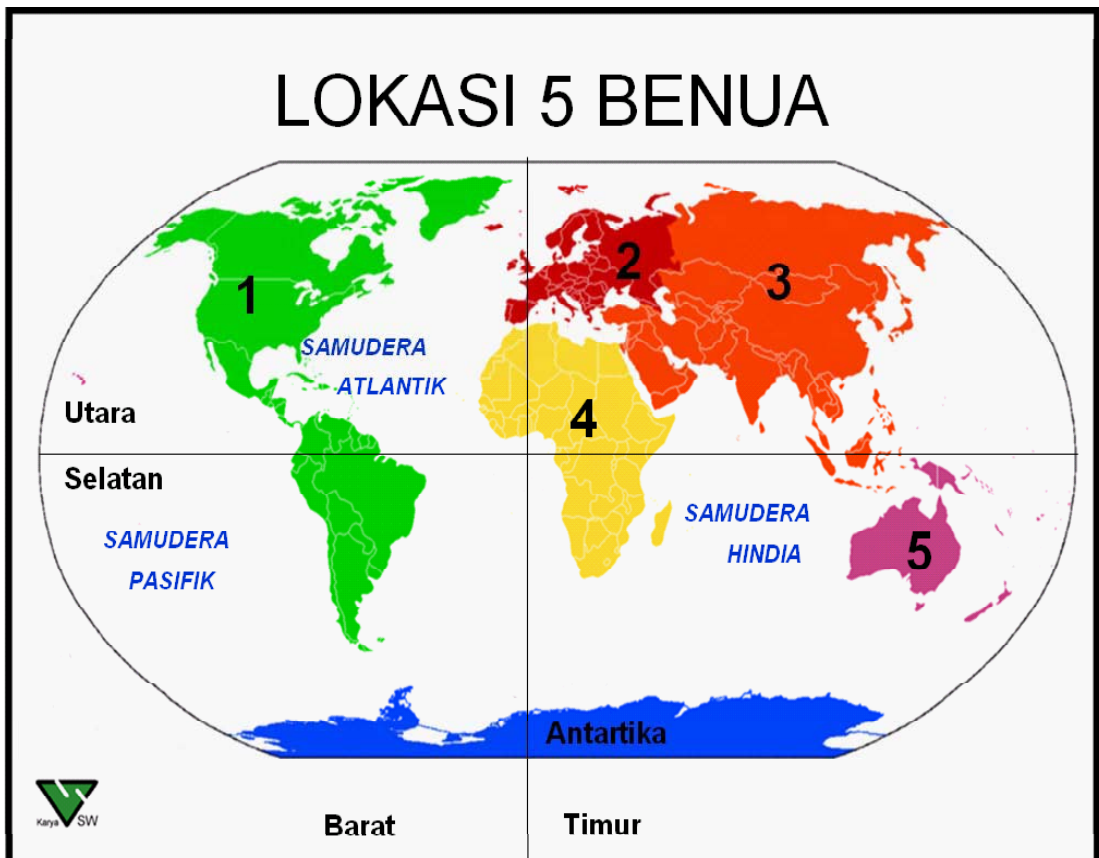 LOKASI 5 BENUA
1
2
3
SAMUDERA
ATLANTIK
Utara
4
Selatan
SAMUDERA
PASIFIK
SAMUDERA
HINDIA
5
Antartika
Karya SW
Barat
Timur